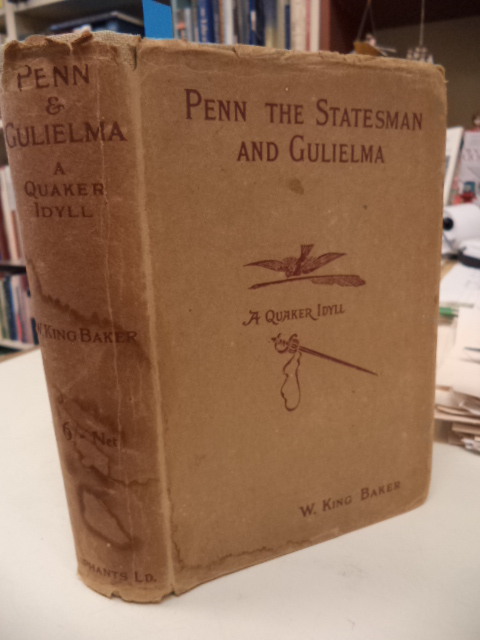 PENN
&
GULIELMA
A
QUAKER
IDYLL
W. KING BAKER
6/- Net
PHANTS LD.
PENN THE STATESMAN
AND GULIELMA
A QUAKER IDYLL
W. KING BAKER